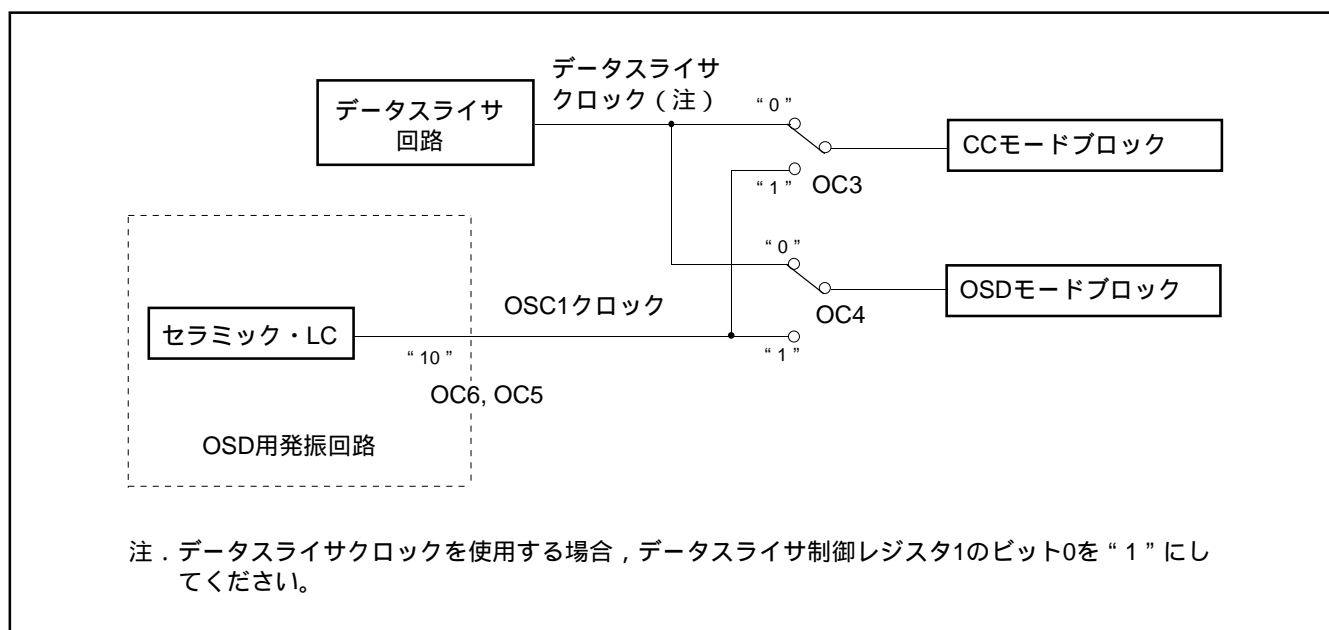 データスライサ
回路
データスライサ
クロック（注）
“ 0 ”
“ 1 ”
OC3
CCモードブロック
“ 0 ”
“ 1 ”
OC4
OSDモードブロック
セラミック・LC
“ 10 ”
OSC1クロック
OC6, OC5
OSD用発振回路
注．データスライサクロックを使用する場合，データスライサ制御レジスタ1のビット0を “ 1 ” にし
てください。